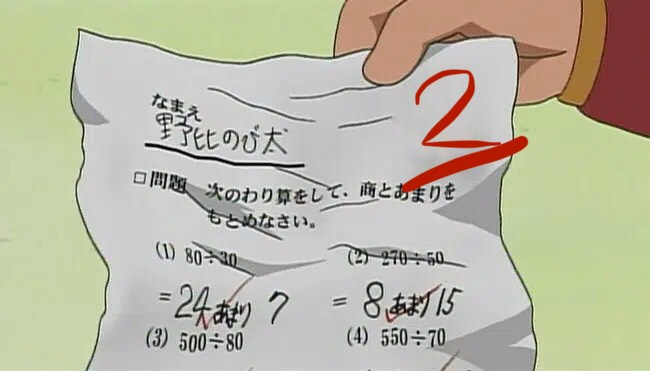 なまえ
野比のび太
2
□問題 次のわり算をして、商とあまりを
もとめなさい。
(1) 80÷30
(2) 270÷50
=24あまり 7
=8あまり15
(3) 500÷80
(4) 550÷70